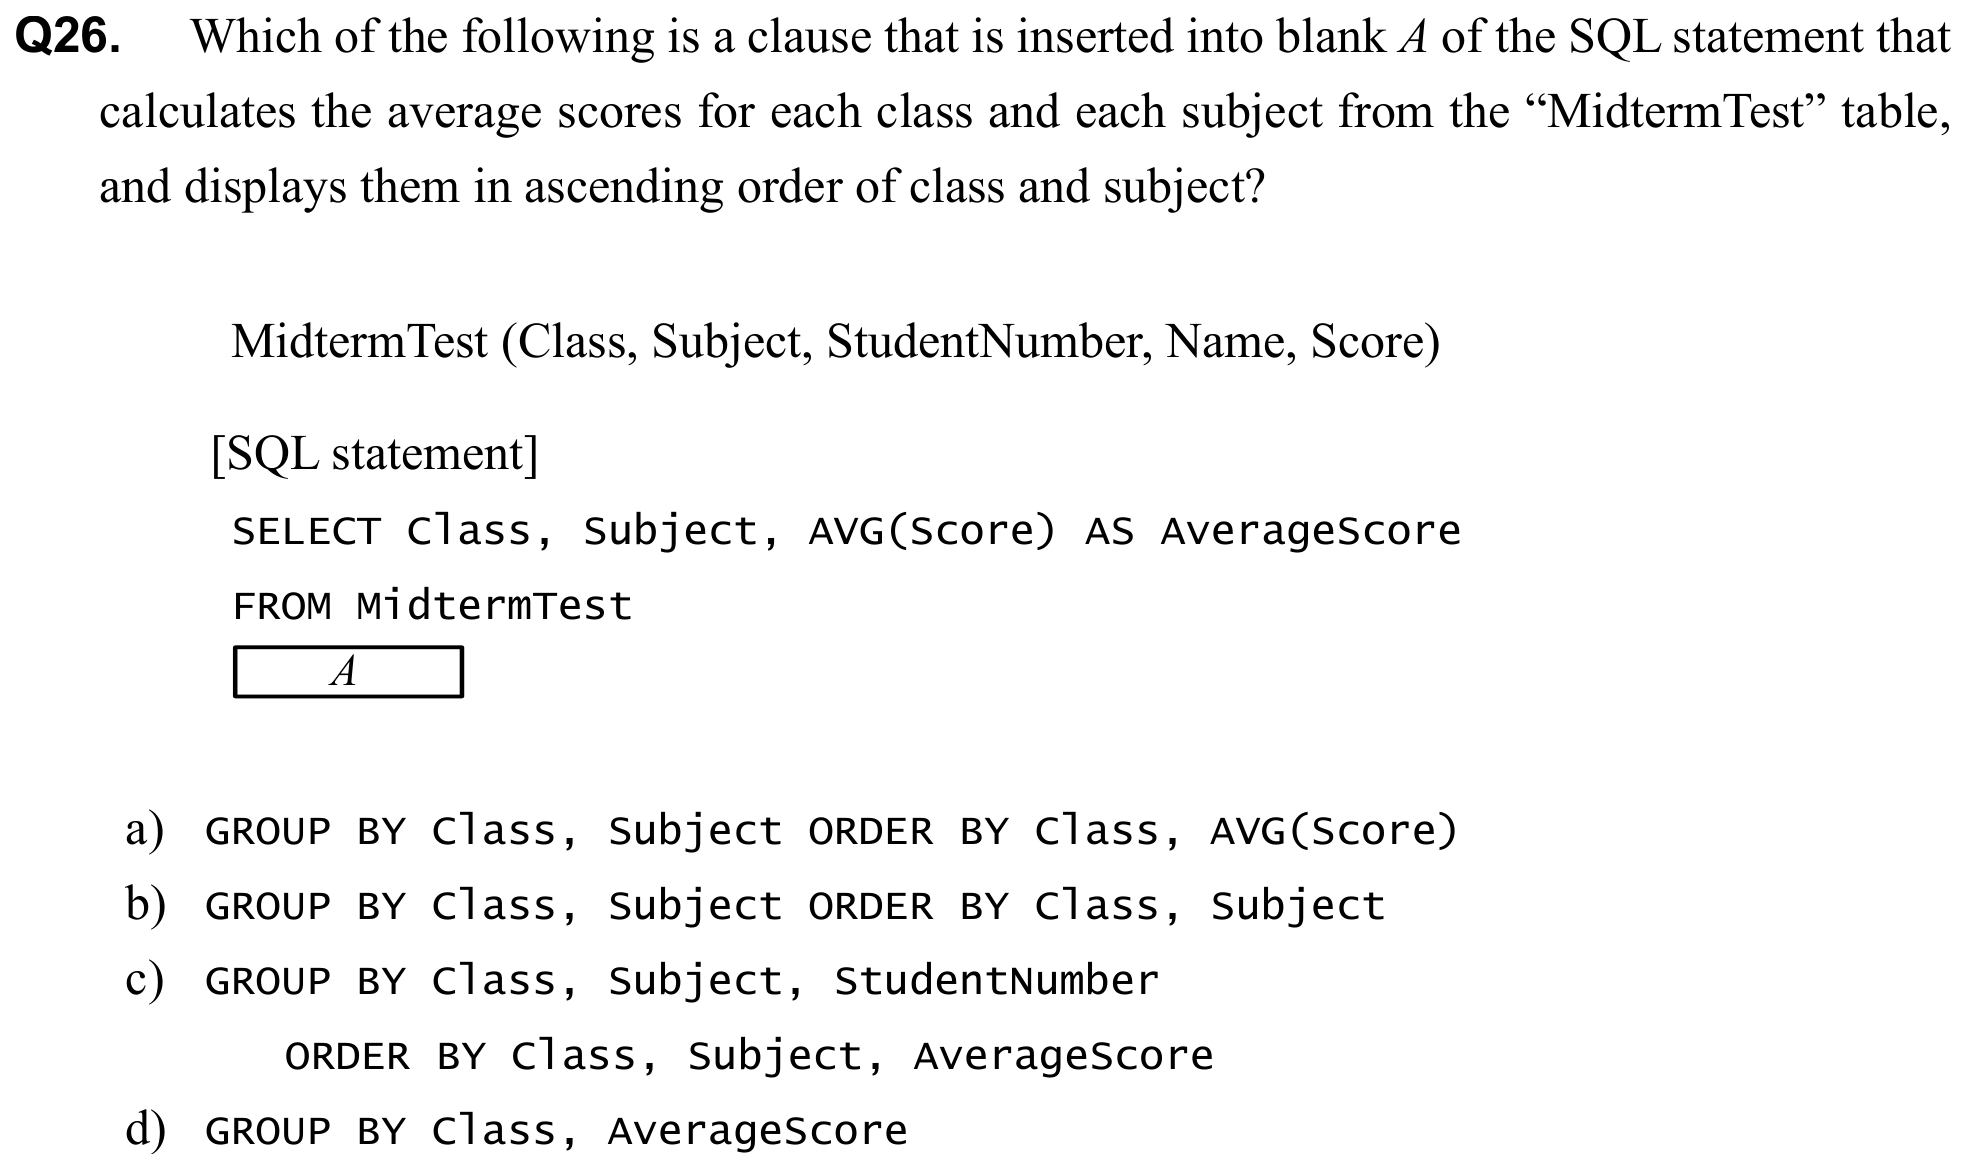 Q26. Which of the following is a clause that is inserted into blank A of the SQL statement that
calculates the average scores for each class and each subject from the “MidtermTest” table,
and displays them in ascending order of class and subject?
MidtermTest (Class, Subject, StudentNumber, Name, Score)
[SQL statement]
SELECT Class, Subject, AVG(Score) AS AverageScore
FROM MidtermTest
A
a) GROUP BY Class, Subject ORDER BY Class, AVG(Score)
b) GROUP BY Class, Subject ORDER BY Class, Subject
c) GROUP BY Class, Subject, StudentNumber
ORDER BY Class, Subject, AverageScore
d) GROUP BY Class, AverageScore